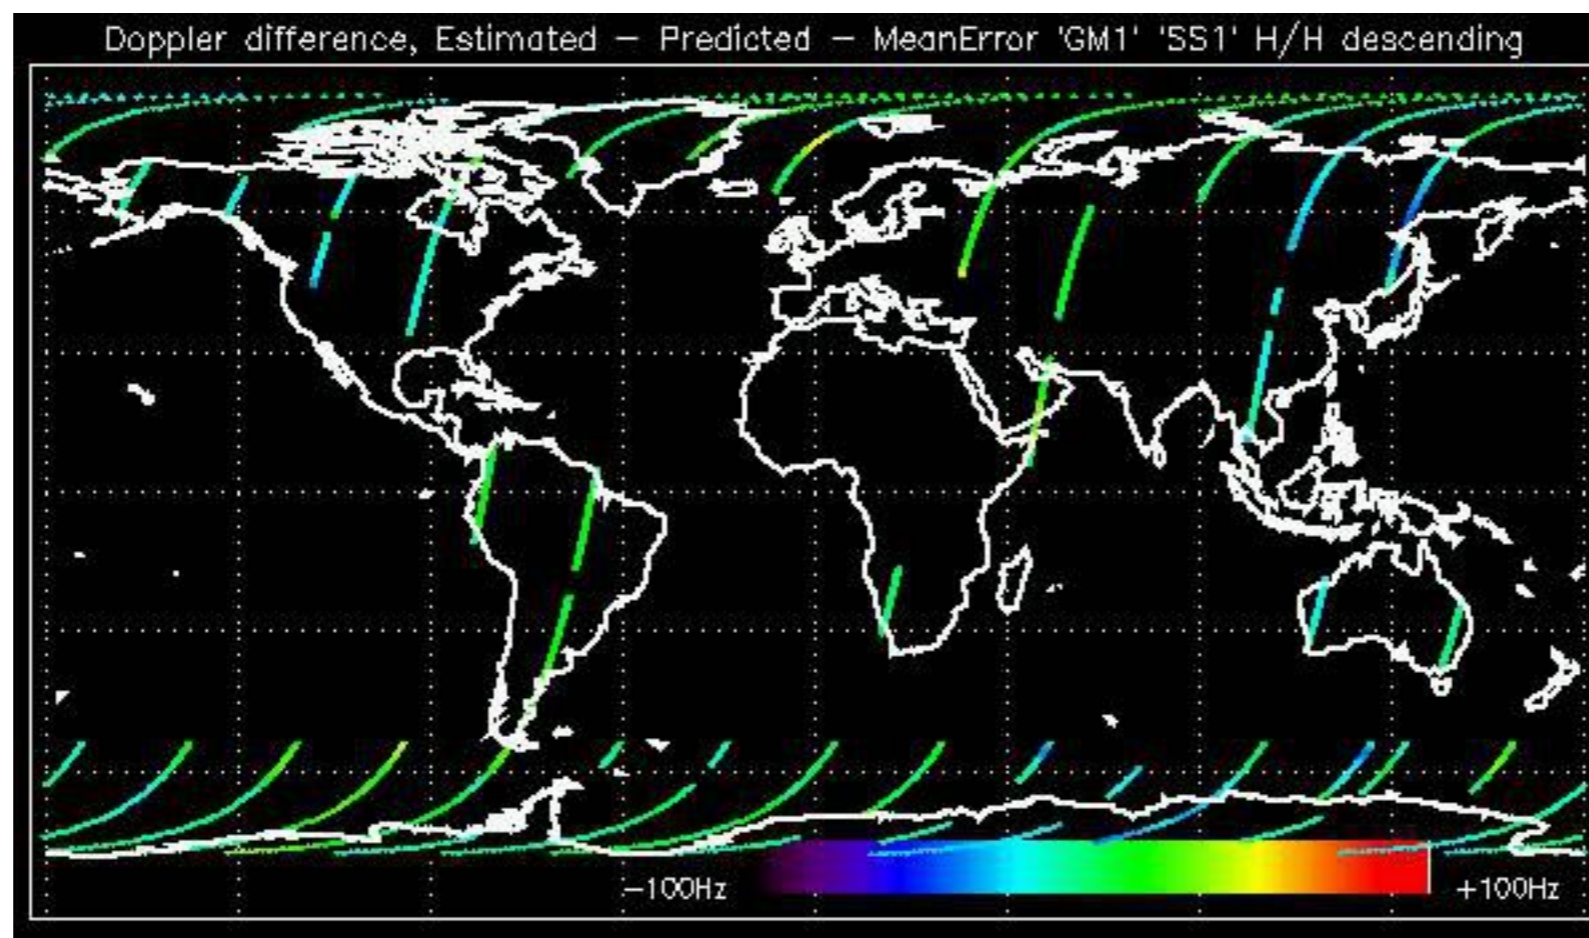 Doppler difference, Estimated – Predicted – MeanError 'GM1' 'SS1' H/H descending
–100Hz
+100Hz